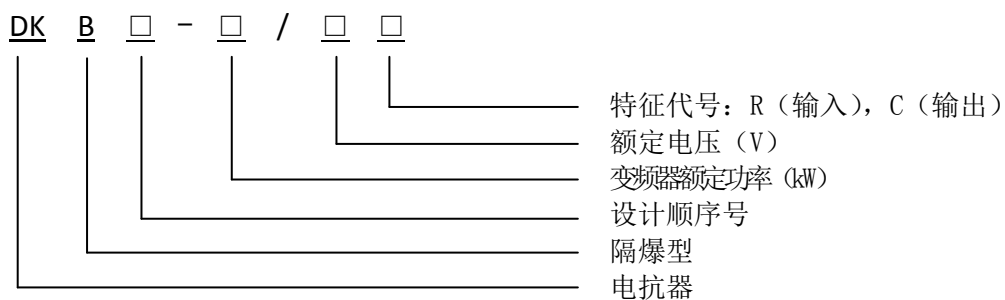 DK B □ - □ / □ □
特征代号：R（输入），C（输出）
额定电压（V）
变频器额定功率（kW）
设计顺序号
隔爆型
电抗器